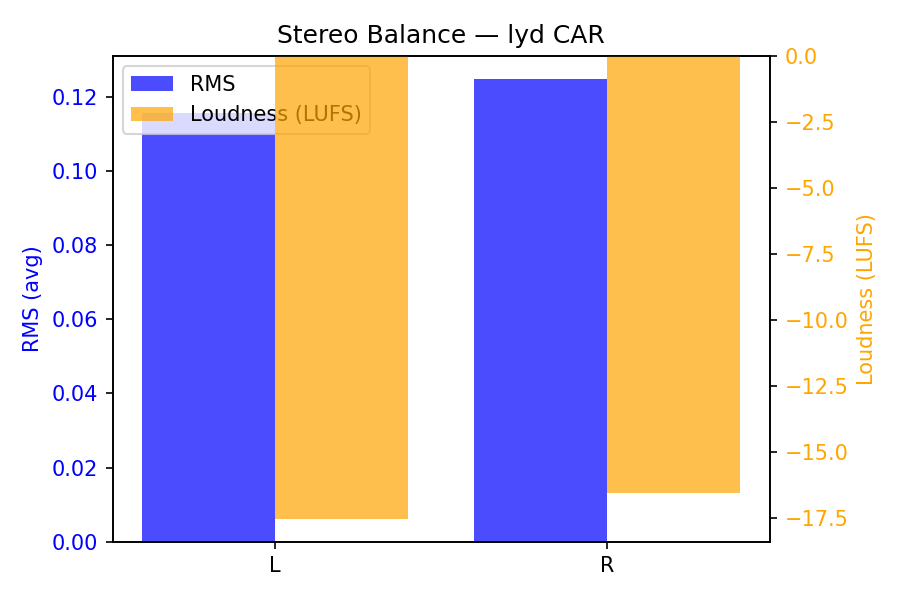 Stereo Balance — lyd CAR
RMS
Loudness (LUFS)
RMS (avg)
0.12
0.10
0.08
0.06
0.04
0.02
0.00
0.0
−2.5
−5.0
−7.5
−10.0
−12.5
−15.0
−17.5
Loudness (LUFS)
L
R